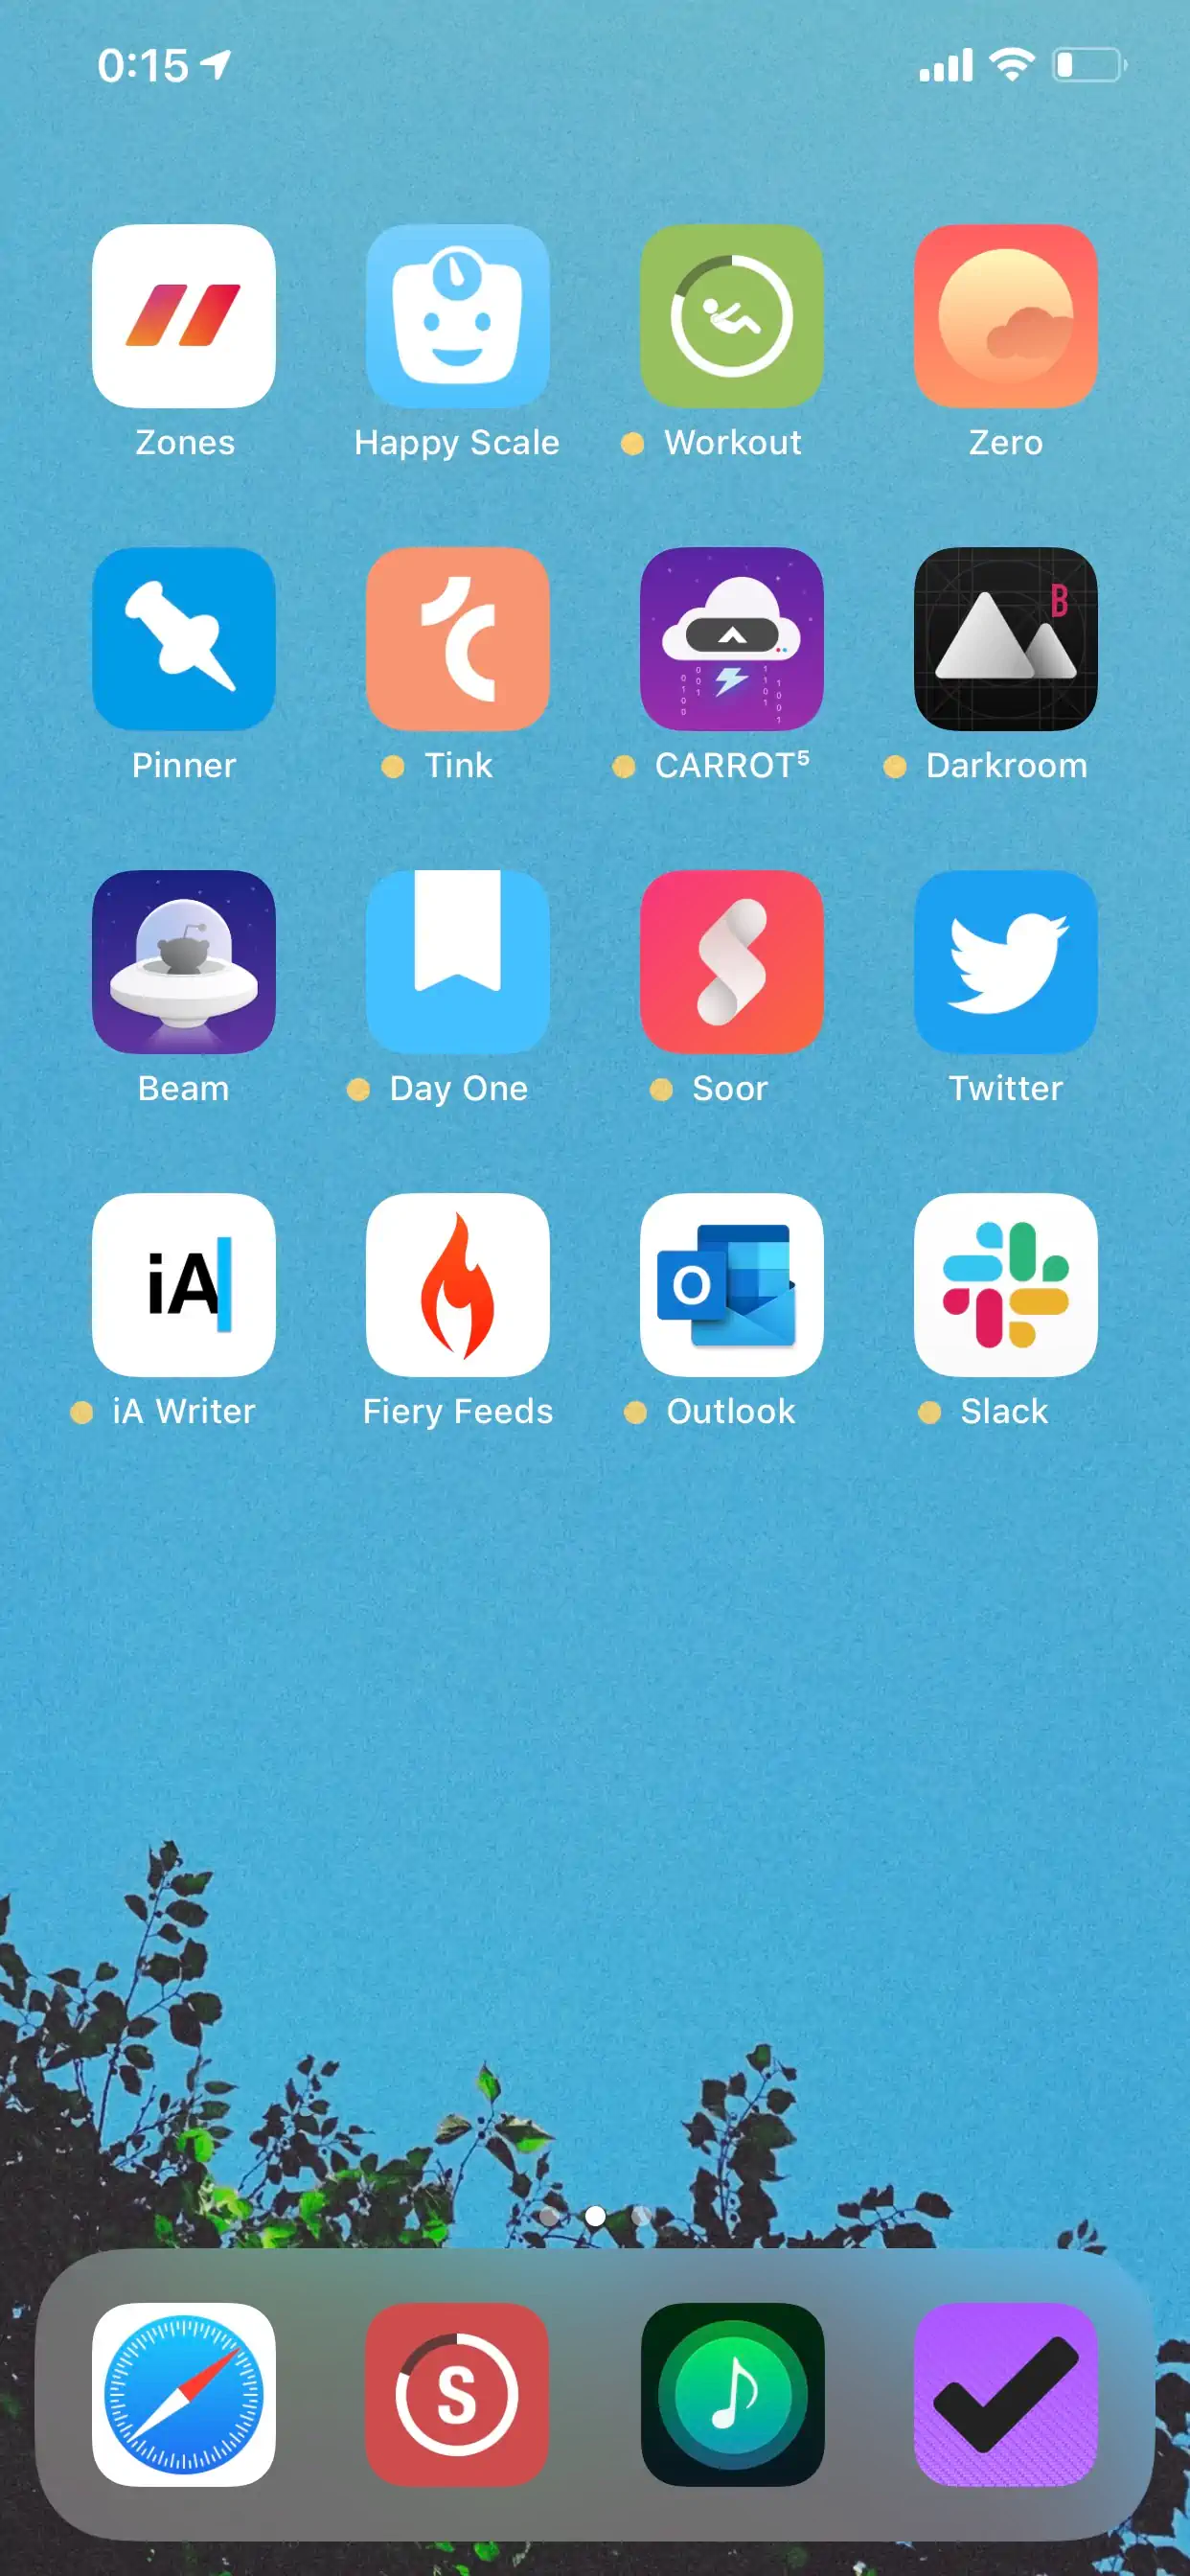 0:15
Zones Happy Scale Workout Zero
B
Pinner Tink CARROT⁵ Darkroom
Beam Day One Soor Twitter
iA O
iA Writer Fiery Feeds Outlook Slack
S